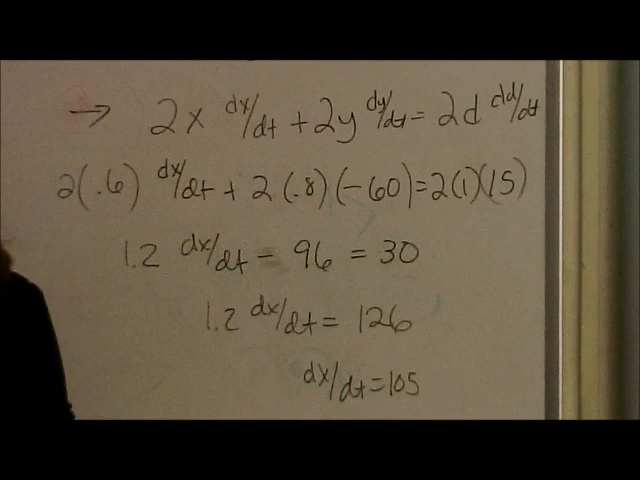 → 2x dx/dt + 2y dy/dt = 2d dd/dt
2(.6) dx/dt + 2(.8)(-60) = 2(1)(15)
1.2 dx/dt - 96 = 30
1.2 dx/dt = 126
dx/dt = 105